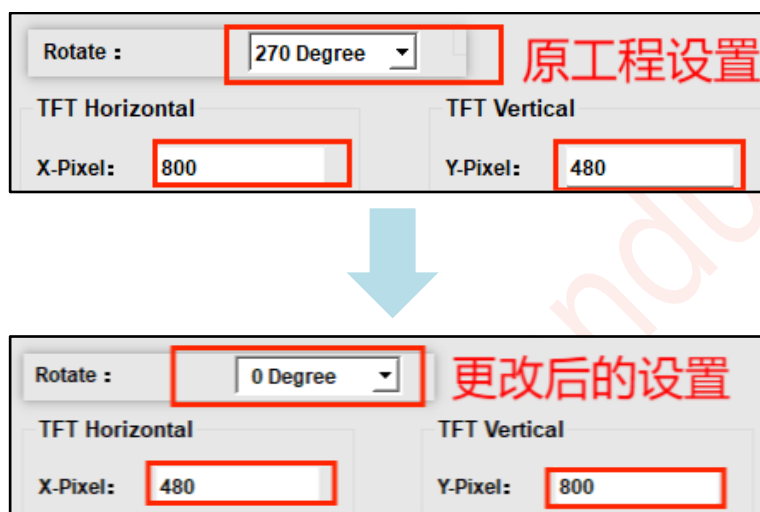 Rotate： 270 Degree 原工程设置
TFT Horizontal TFT Vertical
X-Pixel： 800 Y-Pixel： 480
Rotate： 0 Degree 更改后的设置
TFT Horizontal TFT Vertical
X-Pixel： 480 Y-Pixel： 800